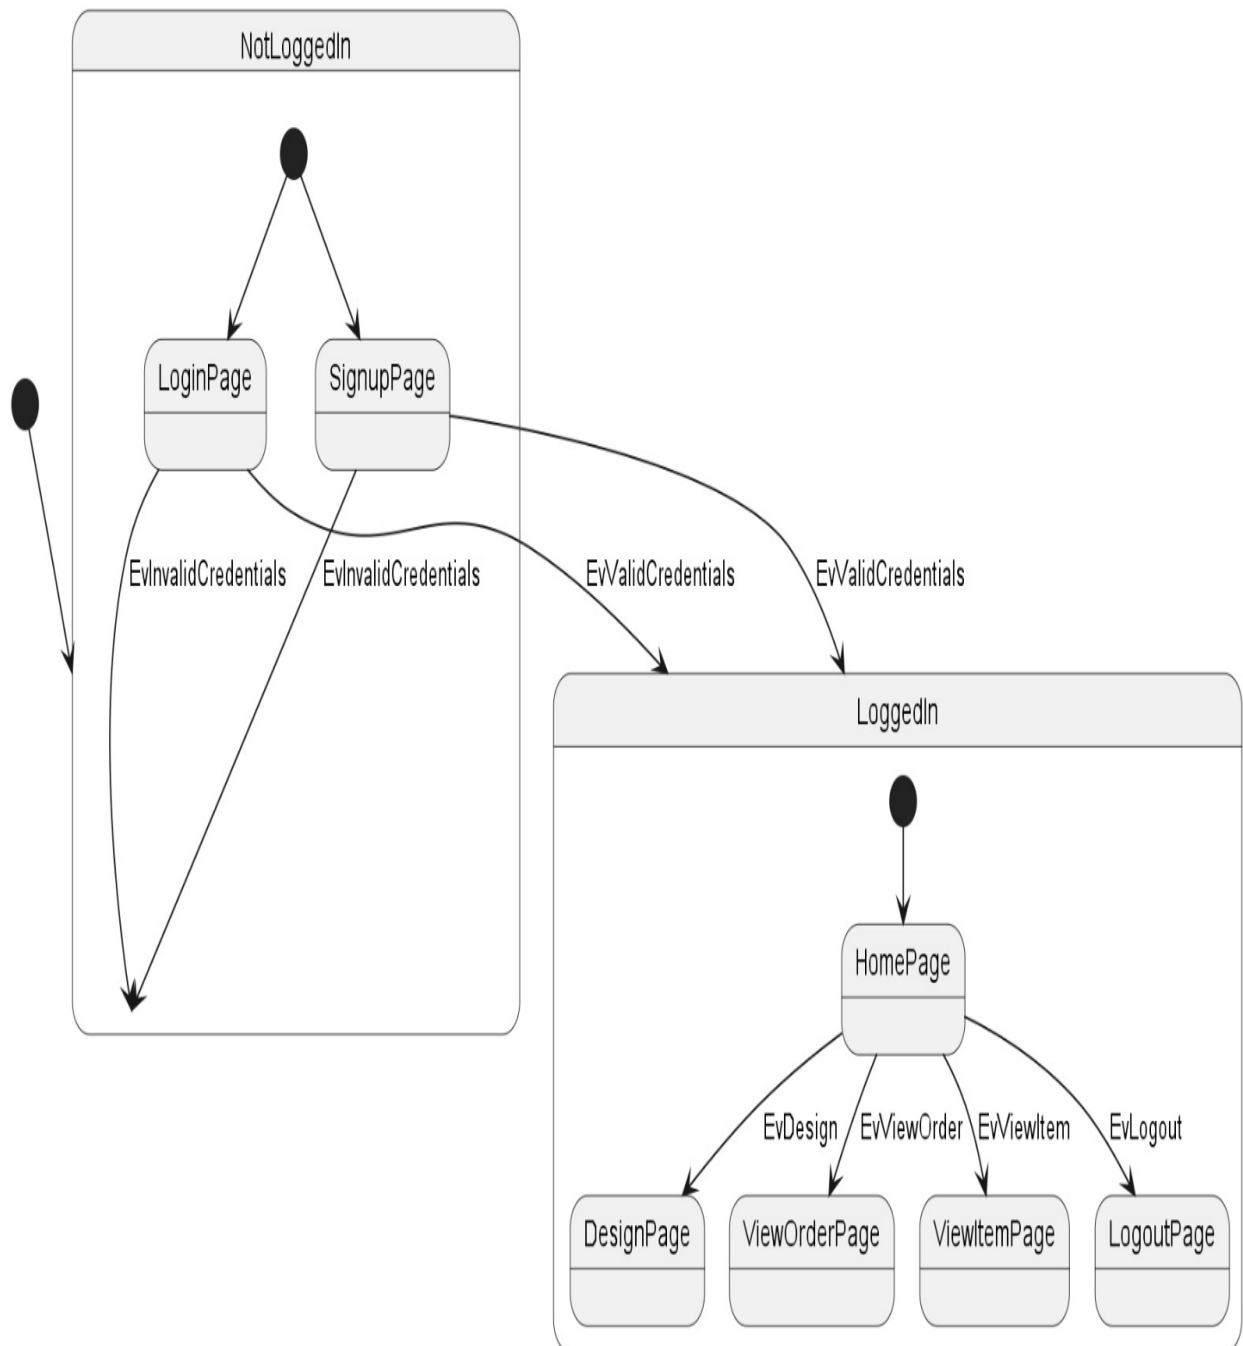 NotLoggedIn
LoginPage
SignupPage
EvInvalidCredentials
EvInvalidCredentials
EvValidCredentials
EvValidCredentials
LoggedIn
HomePage
EvDesign
EvViewOrder
EvViewItem
EvLogout
DesignPage
ViewOrderPage
ViewItemPage
LogoutPage